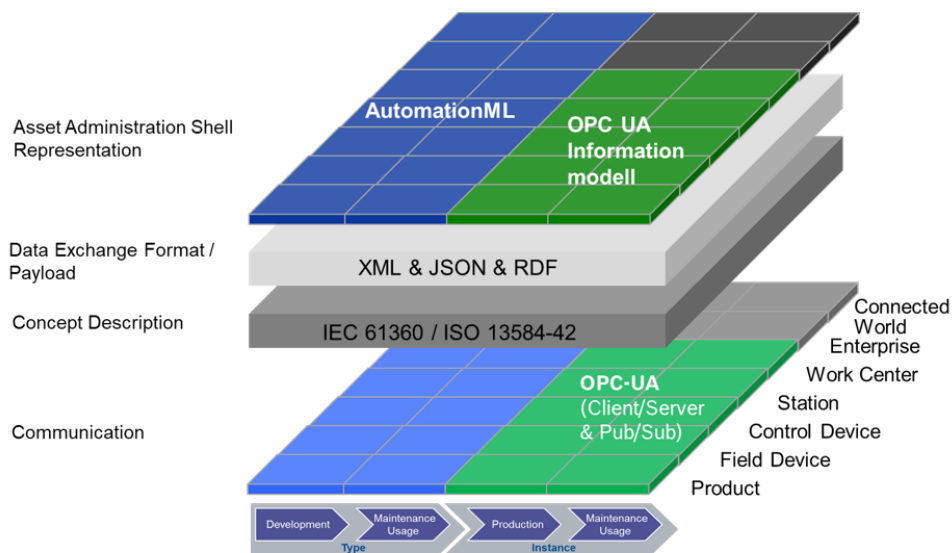 Asset Administration Shell
Representation
AutomationML
OPC UA
Information
modell
Data Exchange Format /
Payload
XML & JSON & RDF
Concept Description
IEC 61360 / ISO 13584-42
Communication
OPC-UA
(Client/Server
& Pub/Sub)
Connected
World
Enterprise
Work Center
Station
Control Device
Field Device
Product
Development
Maintenance
Usage
Production
Maintenance
Usage
Type
Instance